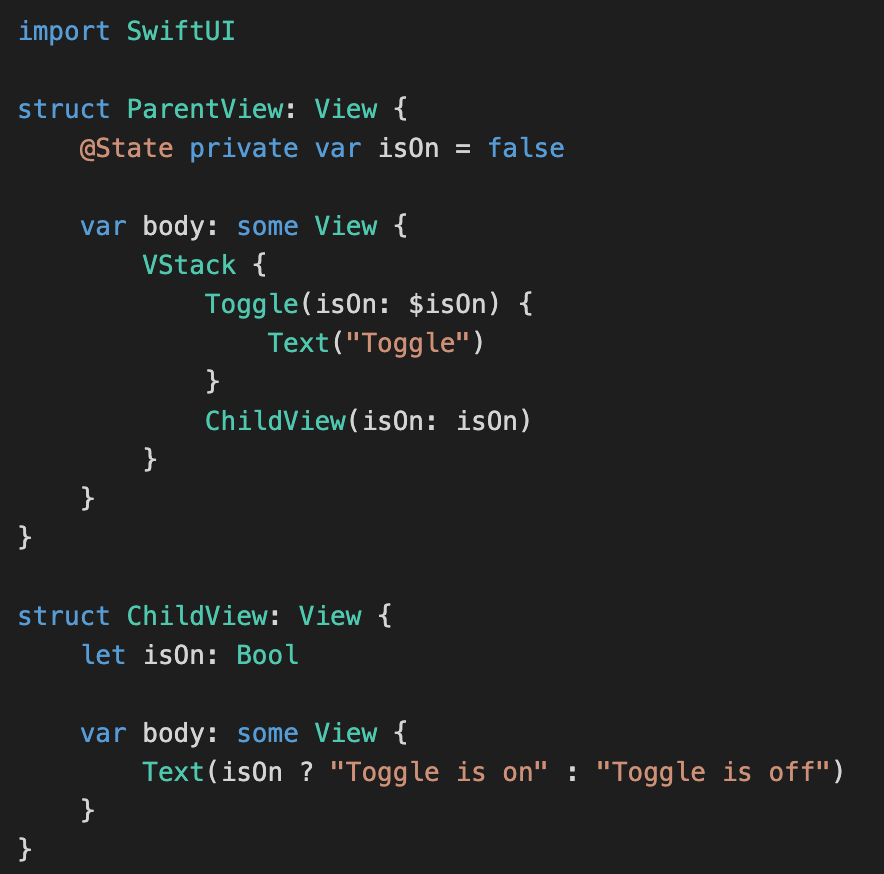 import SwiftUI

struct ParentView: View {
    @State private var isOn = false

    var body: some View {
        VStack {
            Toggle(isOn: $isOn) {
                Text("Toggle")
            }
            ChildView(isOn: isOn)
        }
    }
}

struct ChildView: View {
    let isOn: Bool

    var body: some View {
        Text(isOn ? "Toggle is on" : "Toggle is off")
    }
}